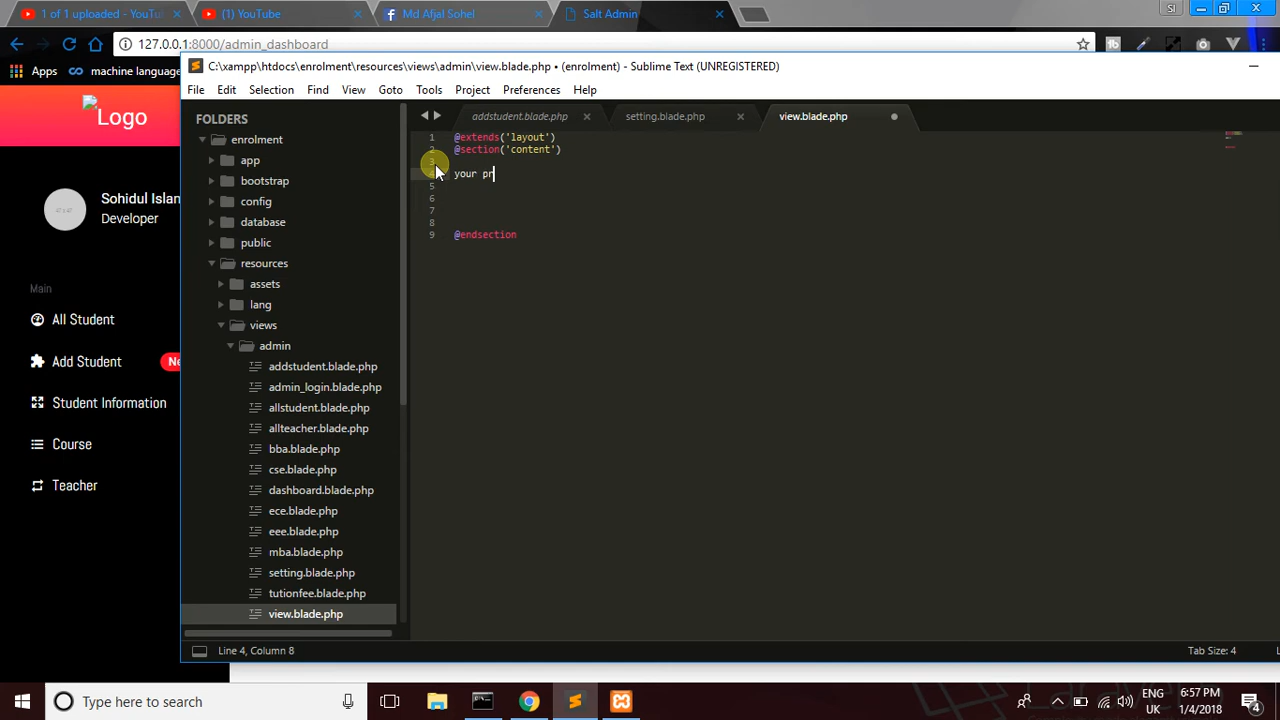 1 of 1 uploaded - YouTu
(1) YouTube
Md Afjal Sohel
Salt Admin
SI
127.0.0.1:8000/admin_dashboard
Apps
machine language
C:\xampp\htdocs\enrolment\resources\views\admin\view.blade.php • (enrolment) - Sublime Text (UNREGISTERED)
File Edit Selection Find View Goto Tools Project Preferences Help
Logo
Sohidul Islan
Developer
Main
All Student
Add Student
Ne
Student Information
Course
Teacher
FOLDERS
enrolment
app
bootstrap
config
database
public
resources
assets
lang
views
admin
addstudent.blade.php
admin_login.blade.php
allstudent.blade.php
allteacher.blade.php
bba.blade.php
cse.blade.php
dashboard.blade.php
ece.blade.php
eee.blade.php
mba.blade.php
setting.blade.php
tutionfee.blade.php
view.blade.php
addstudent.blade.php
setting.blade.php
view.blade.php
1 @extends('layout')
2 @section('content')
3
4 your pr
5
6
7
8
9 @endsection
Line 4, Column 8
Tab Size: 4
Type here to search
ENG
UK
6:57 PM
1/4/2018
4